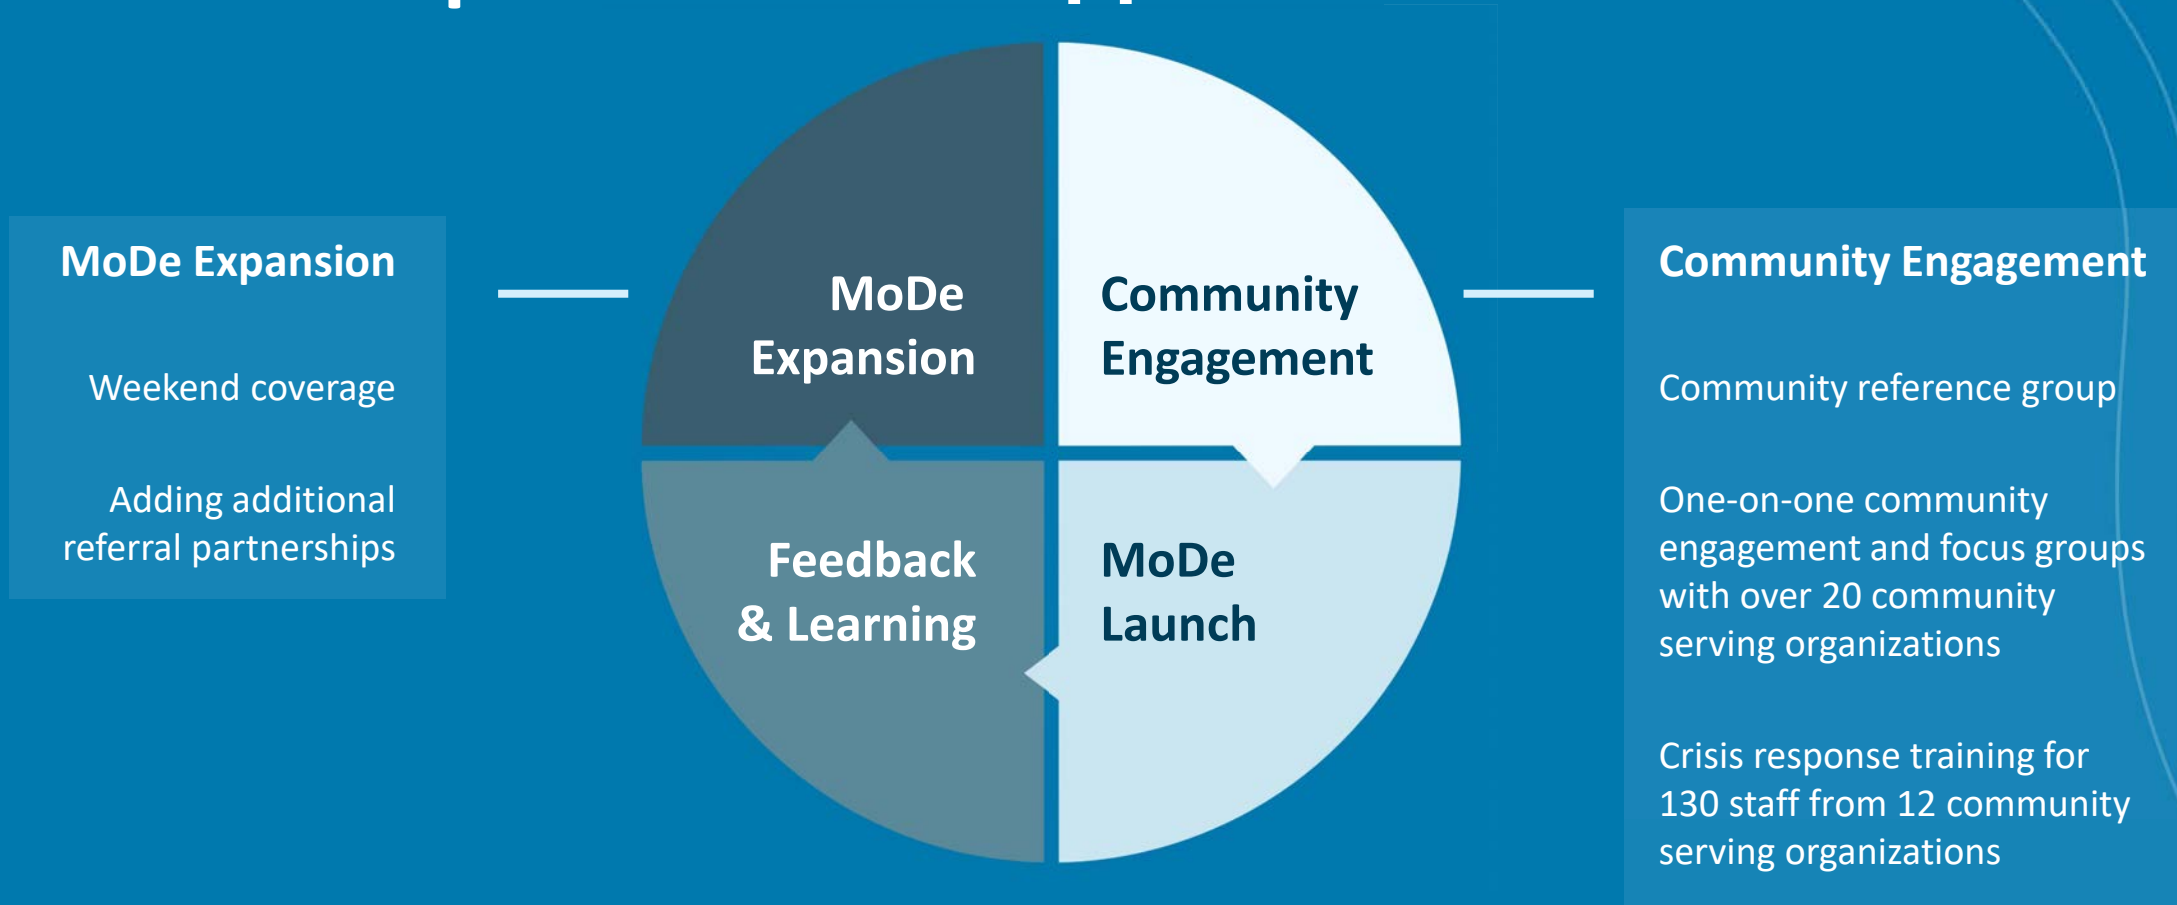 MoDe Expansion
Weekend coverage
Adding additional
referral partnerships
MoDe
Expansion
Community
Engagement
Feedback
& Learning
MoDe
Launch
Community Engagement
Community reference group
One-on-one community
engagement and focus groups
with over 20 community
serving organizations
Crisis response training for
130 staff from 12 community
serving organizations